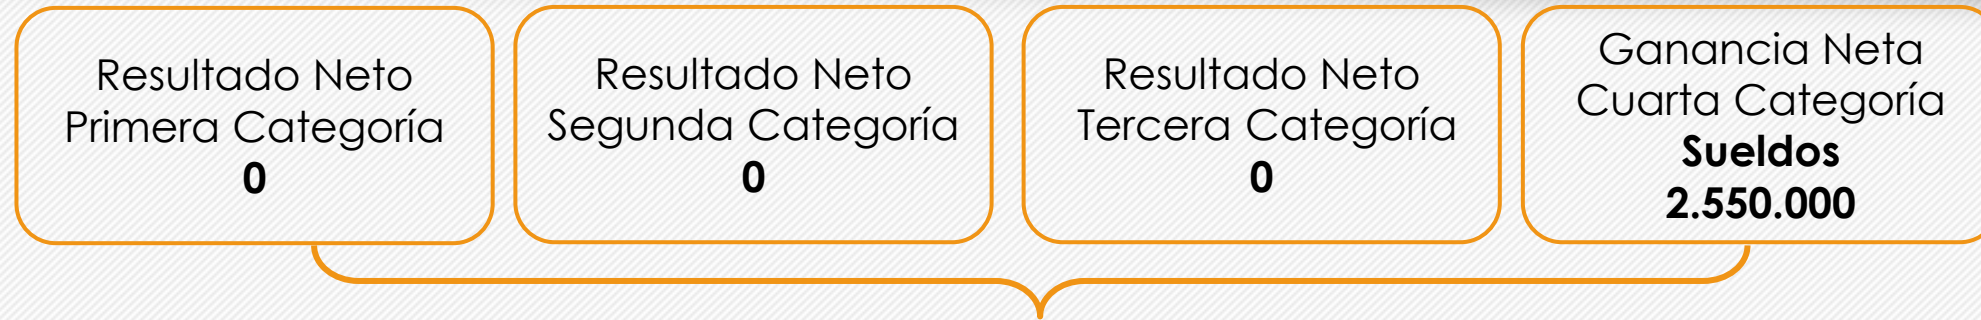 Resultado Neto
Primera Categoría
0
Resultado Neto
Segunda Categoría
0
Resultado Neto
Tercera Categoría
0
Ganancia Neta
Cuarta Categoría
Sueldos
2.550.000